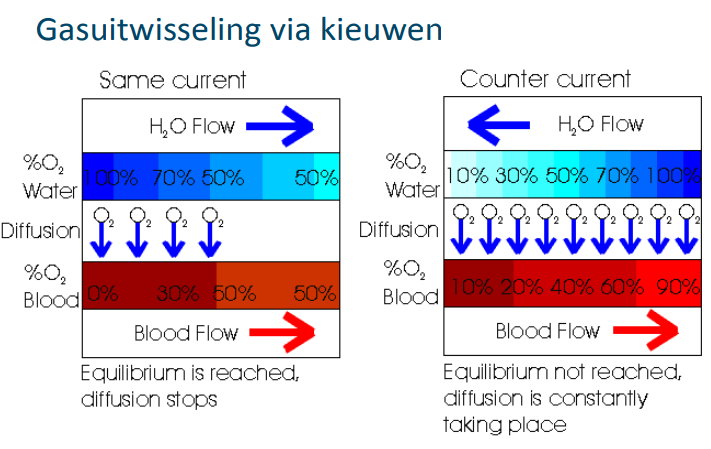 Gasuitwisseling via kieuwen
Same current
H₂O Flow
%O₂
Water
100% 70% 50% 50%
Diffusion
O₂ O₂ O₂ O₂
%O₂
Blood
0% 30% 50% 50%
Blood Flow
Equilibrium is reached,
diffusion stops
Counter current
H₂O Flow
%O₂
Water
10% 30% 50% 70% 100%
Diffusion
O₂ O₂ O₂ O₂ O₂ O₂ O₂
%O₂
Blood
10% 20% 40% 60% 90%
Blood Flow
Equilibrium not reached,
diffusion is constantly
taking place